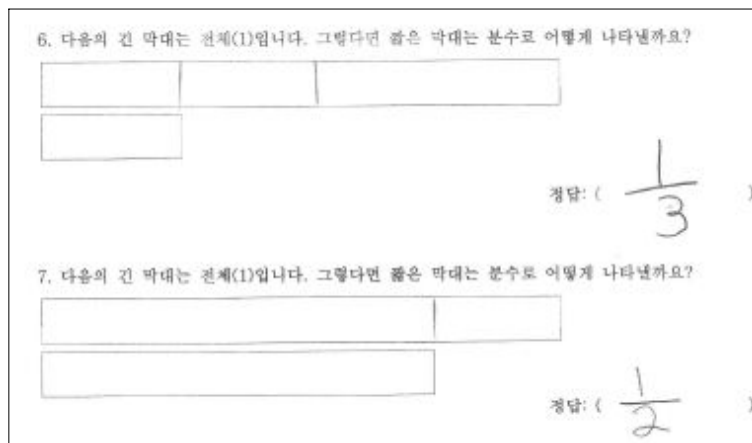 6. 다음의 긴 막대는 전체(1)입니다. 그렇다면 짧은 막대는 분수로 어떻게 나타낼까요?
정답: ( 1/3 )
7. 다음의 긴 막대는 전체(1)입니다. 그렇다면 짧은 막대는 분수로 어떻게 나타낼까요?
정답: ( 1/2 )